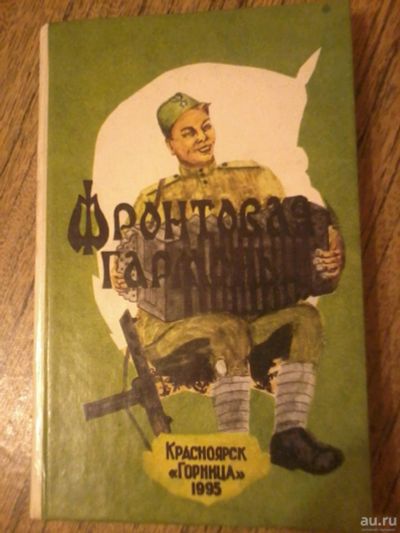 Фронтовая
гармонь
Красноярск
«Горница»
1995
au.ru